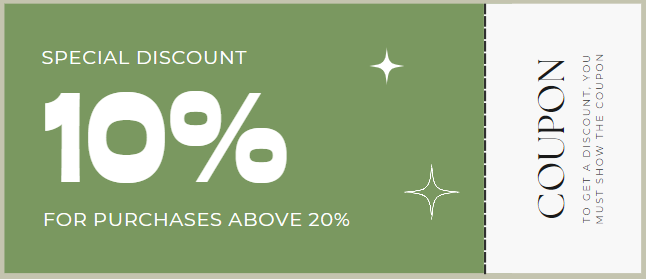 SPECIAL DISCOUNT
10%
FOR PURCHASES ABOVE 20%
COUPON
TO GET A DISCOUNT, YOU
MUST SHOW THE COUPON